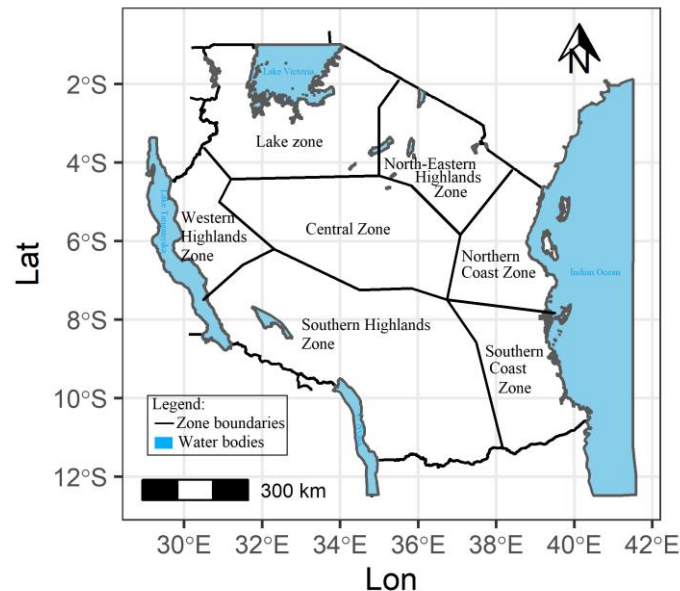 N
2°S
4°S
6°S
8°S
10°S
12°S
Lat
Lake Victoria
Lake zone
North-Eastern
Highlands
Zone
Lake Tanganyika
Western
Highlands
Zone
Central Zone
Northern
Coast Zone
Indian Ocean
Southern Highlands
Zone
Southern
Coast
Zone
Legend:
Zone boundaries
Water bodies
300 km
30°E
32°E
34°E
36°E
38°E
40°E
42°E
Lon